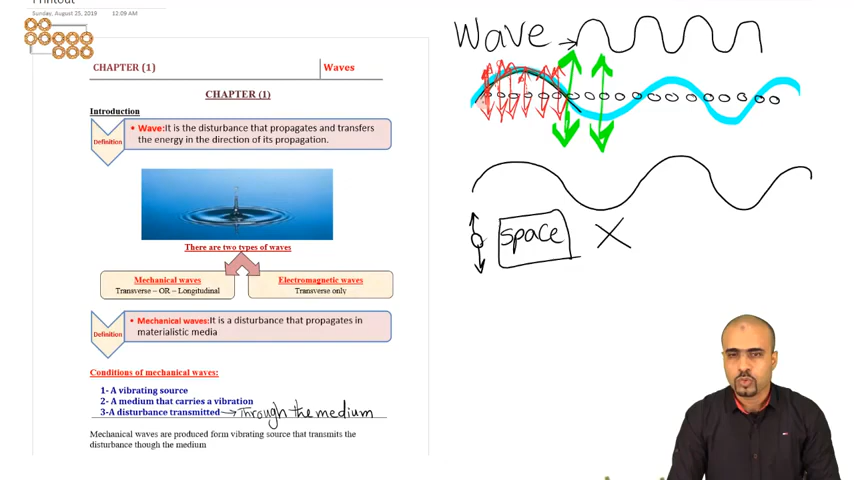 Printout
Sunday, August 25, 2019 12:09 AM
CHAPTER (1) Waves
CHAPTER (1)
Introduction
Definition
• Wave:It is the disturbance that propagates and transfers
the energy in the direction of its propagation.
There are two types of waves
Mechanical waves
Transverse – OR – Longitudinal
Electromagnetic waves
Transverse only
Definition
• Mechanical waves:It is a disturbance that propagates in
materialistic media
Conditions of mechanical waves:
1- A vibrating source
2- A medium that carries a vibration
3-A disturbance transmitted → Through the medium
Mechanical waves are produced form vibrating source that transmits the
disturbance though the medium
Wave →
space X